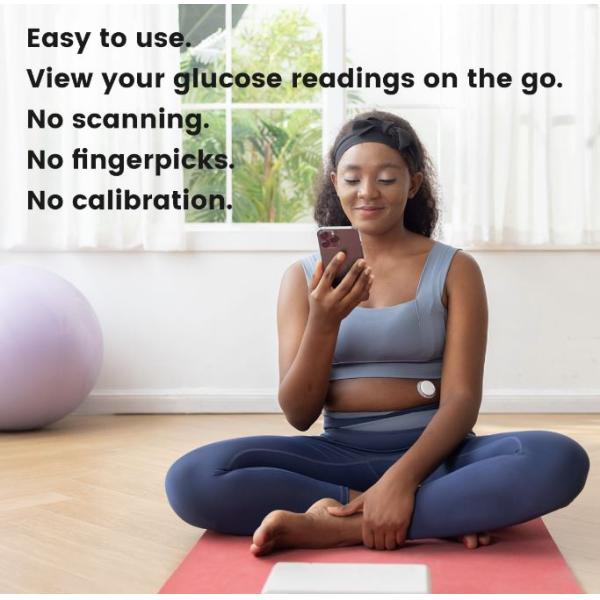 Easy to use.
View your glucose readings on the go.
No scanning.
No fingerpicks.
No calibration.